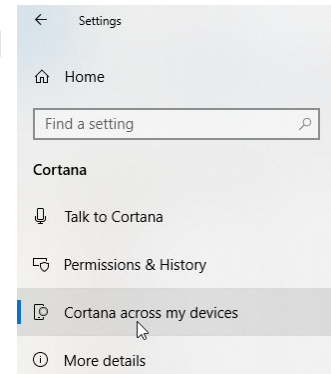 Settings
Home
Find a setting
Cortana
Talk to Cortana
Permissions & History
Cortana across my devices
More details